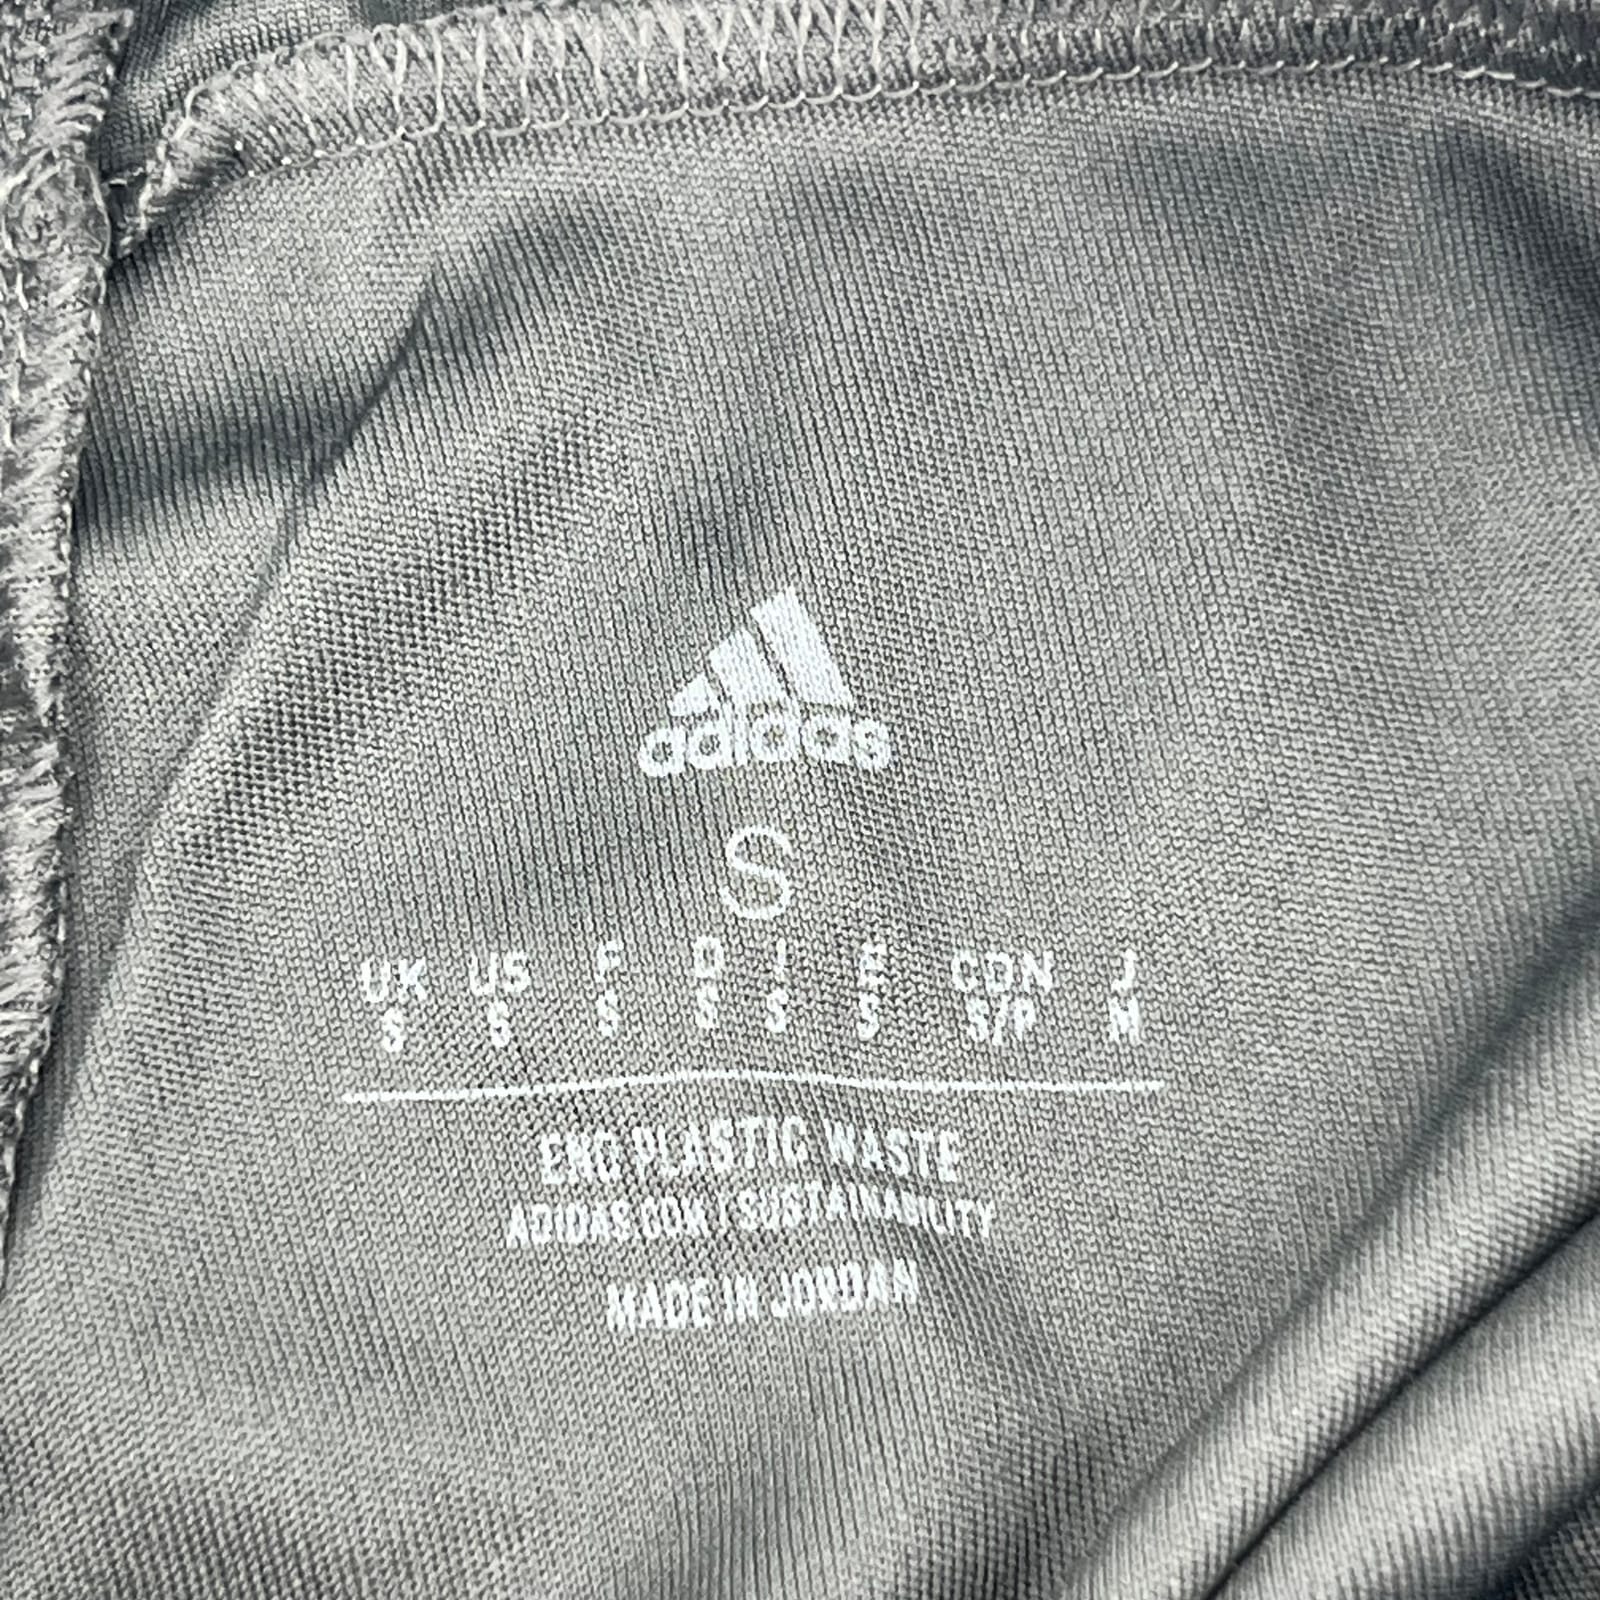 adidas
S
UK US F D I E CDN J
S S S S S S S/P M
END PLASTIC WASTE
ADIDAS.COM / SUSTAINABILITY
MADE IN JORDAN